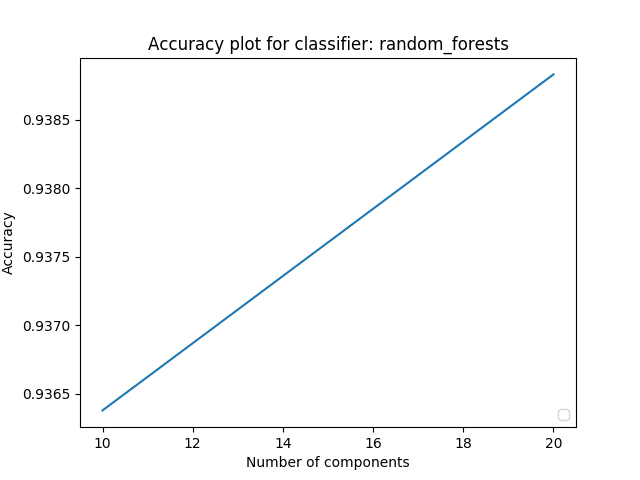 Accuracy plot for classifier: random_forests
Accuracy
0.9385
0.9380
0.9375
0.9370
0.9365
10 12 14 16 18 20
Number of components